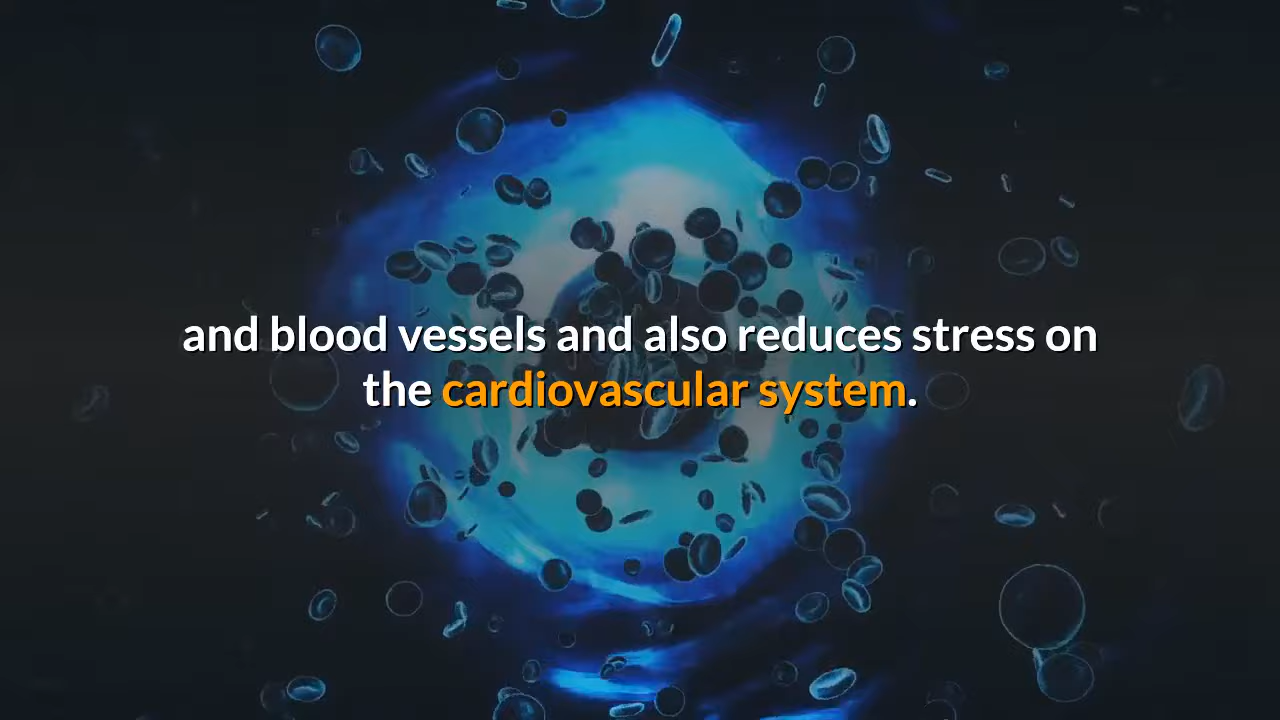 and blood vessels and also reduces stress on
the cardiovascular system.